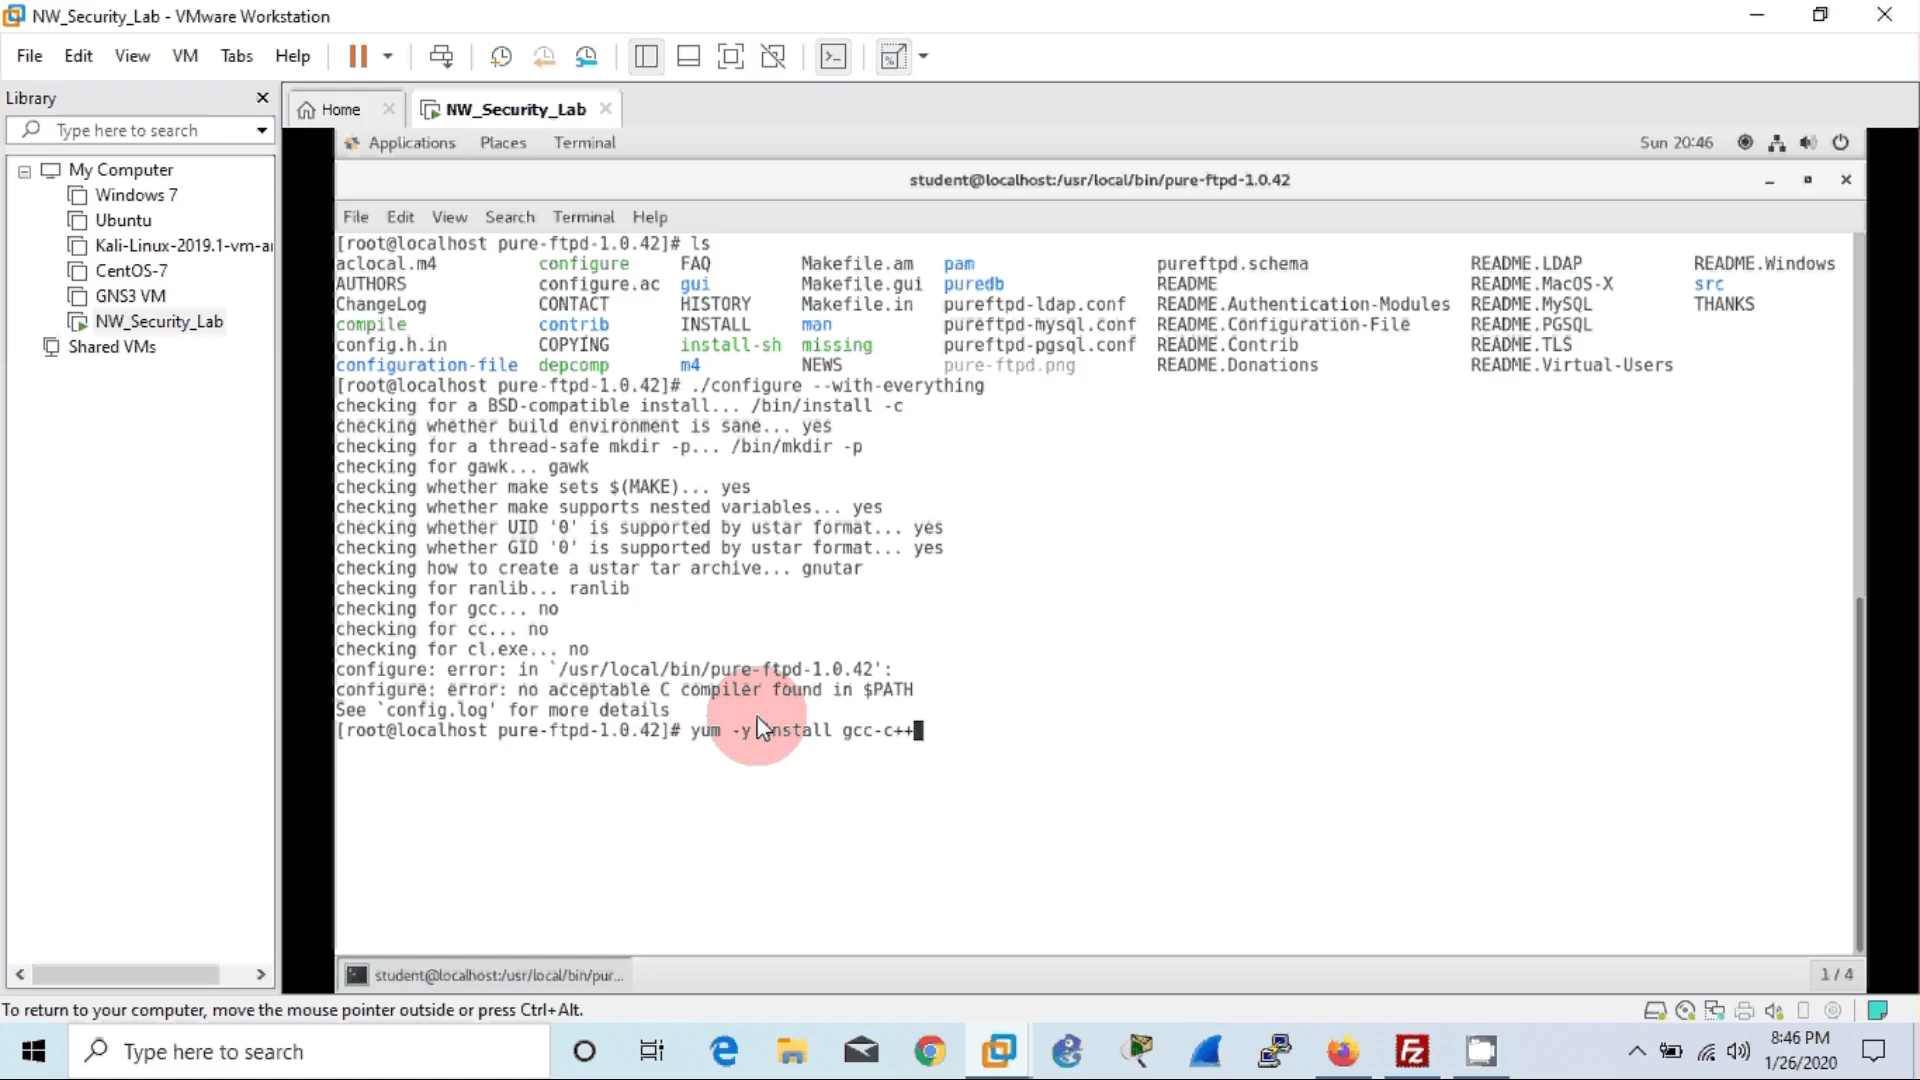 NW_Security_Lab - VMware Workstation
File Edit View VM Tabs Help
Library
Home NW_Security_Lab
Type here to search
My Computer
Windows 7
Ubuntu
Kali-Linux-2019.1-vm-a
CentOS-7
GNS3 VM
NW_Security_Lab
Shared VMs
Applications Places Terminal Sun 20:46
student@localhost:/usr/local/bin/pure-ftpd-1.0.42
File Edit View Search Terminal Help
[root@localhost pure-ftpd-1.0.42]# ls
aclocal.m4 configure FAQ Makefile.am pam pureftpd.schema README.LDAP README.Windows
AUTHORS configure.ac gui Makefile.gui puredb README README.MacOS-X src
ChangeLog CONTACT HISTORY Makefile.in pureftpd-ldap.conf README.Authentication-Modules README.MySQL THANKS
compile contrib INSTALL man pureftpd-mysql.conf README.Configuration-File README.PGSQL
config.h.in COPYING install-sh missing pureftpd-pgsql.conf README.Contrib README.TLS
configuration-file depcomp m4 NEWS pure-ftpd.png README.Donations README.Virtual-Users
[root@localhost pure-ftpd-1.0.42]# ./configure --with-everything
checking for a BSD-compatible install... /bin/install -c
checking whether build environment is sane... yes
checking for a thread-safe mkdir -p... /bin/mkdir -p
checking for gawk... gawk
checking whether make sets $(MAKE)... yes
checking whether make supports nested variables... yes
checking whether UID '0' is supported by ustar format... yes
checking whether GID '0' is supported by ustar format... yes
checking how to create a ustar tar archive... gnutar
checking for ranlib... ranlib
checking for gcc... no
checking for cc... no
checking for cl.exe... no
configure: error: in `/usr/local/bin/pure-ftpd-1.0.42':
configure: error: no acceptable C compiler found in $PATH
See `config.log' for more details
[root@localhost pure-ftpd-1.0.42]# yum -y install gcc-c++
student@localhost:/usr/local/bin/pur... 1 / 4
To return to your computer, move the mouse pointer outside or press Ctrl+Alt.
Type here to search
8:46 PM
1/26/2020